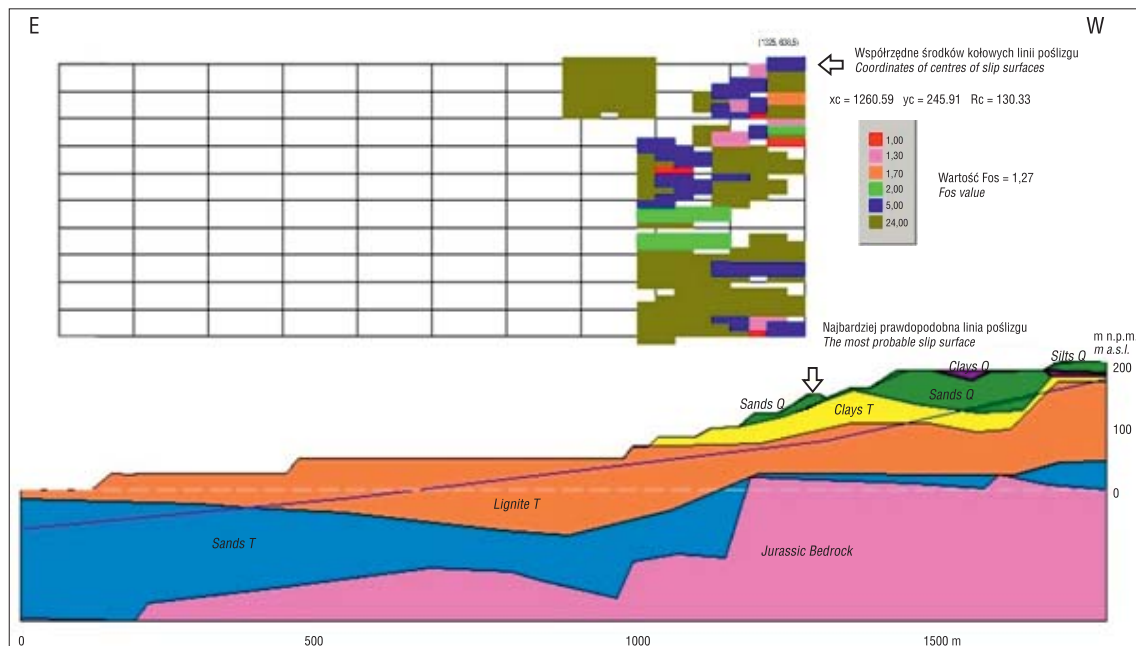 E
W
(1325, 636,5)
Współrzędne środków kołowych linii poślizgu
Coordinates of centres of slip surfaces
xc = 1260.59 yc = 245.91 Rc = 130.33
1,00
1,30
1,70
2,00
5,00
24,00
Wartość Fos = 1,27
Fos value
Najbardziej prawdopodobna linia poślizgu
The most probable slip surface
m n.p.m.
m a.s.l.
Silts Q
Clays Q
200
Sands Q
Sands Q
Clays T
100
Lignite T
0
Sands T
Jurassic Bedrock
0
500
1000
1500 m